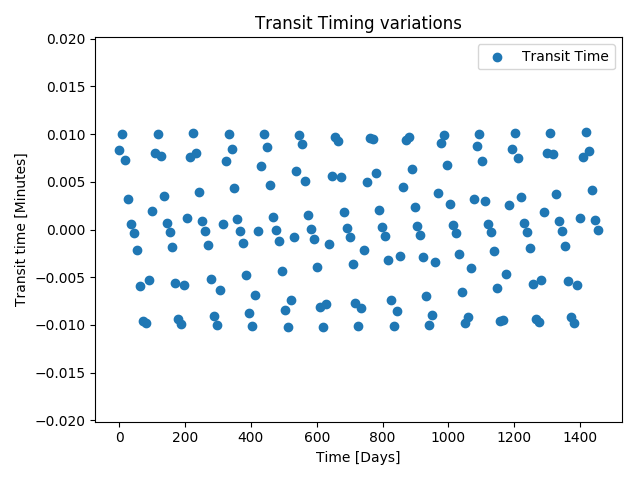 Transit Timing variations
Transit Time
0.020
0.015
0.010
0.005
0.000
−0.005
−0.010
−0.015
−0.020
Transit time [Minutes]
0 200 400 600 800 1000 1200 1400
Time [Days]